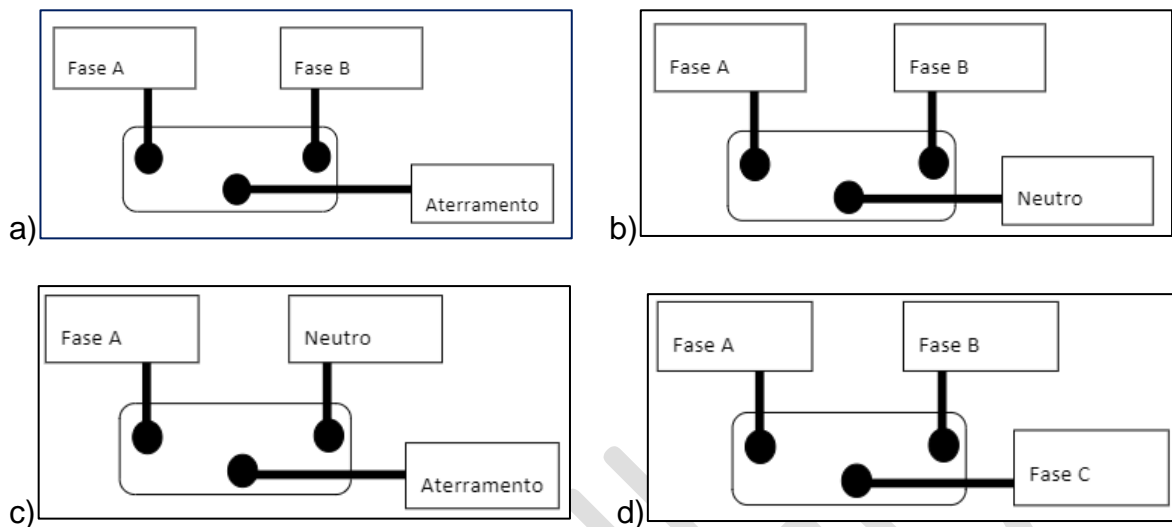 a)
Fase A
Fase B
Aterramento
b)
Fase A
Fase B
Neutro
c)
Fase A
Neutro
Aterramento
d)
Fase A
Fase B
Fase C